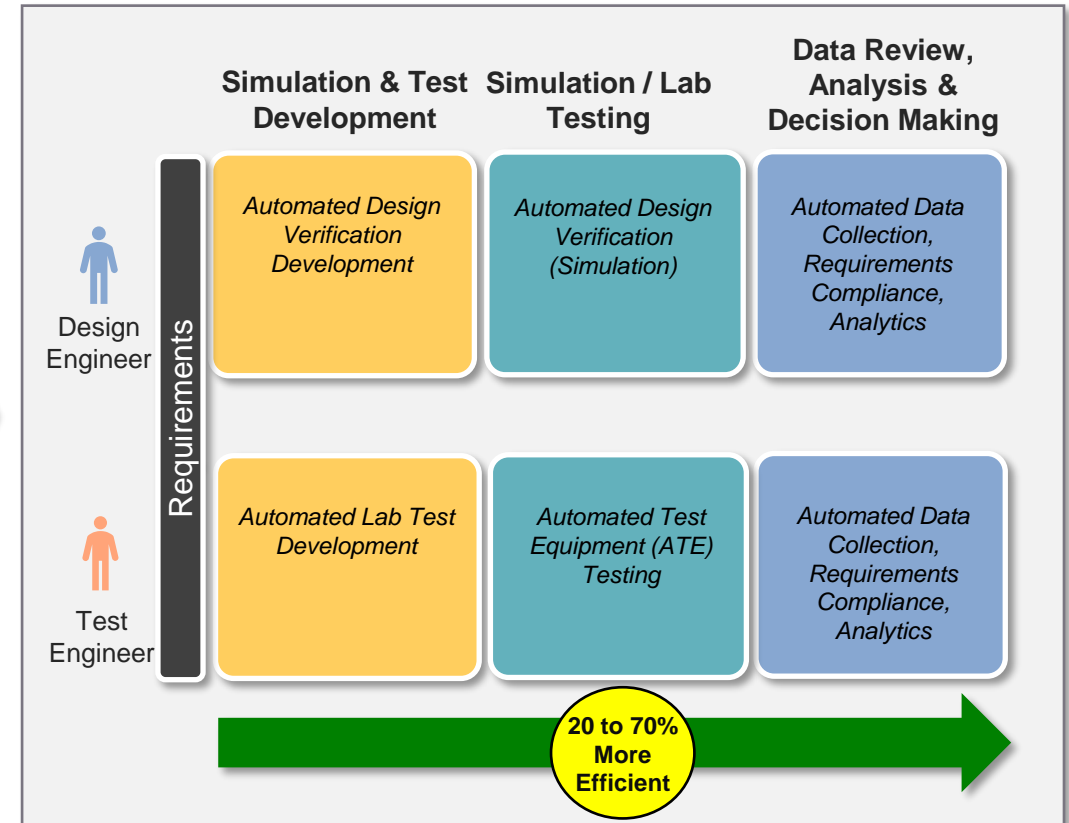 Simulation & Test
Development
Simulation / Lab
Testing
Data Review,
Analysis &
Decision Making
Design
Engineer
Requirements
Automated Design
Verification
Development
Automated Design
Verification
(Simulation)
Automated Data
Collection,
Requirements
Compliance,
Analytics
Test
Engineer
Automated Lab Test
Development
Automated Test
Equipment (ATE)
Testing
Automated Data
Collection,
Requirements
Compliance,
Analytics
20 to 70%
More
Efficient